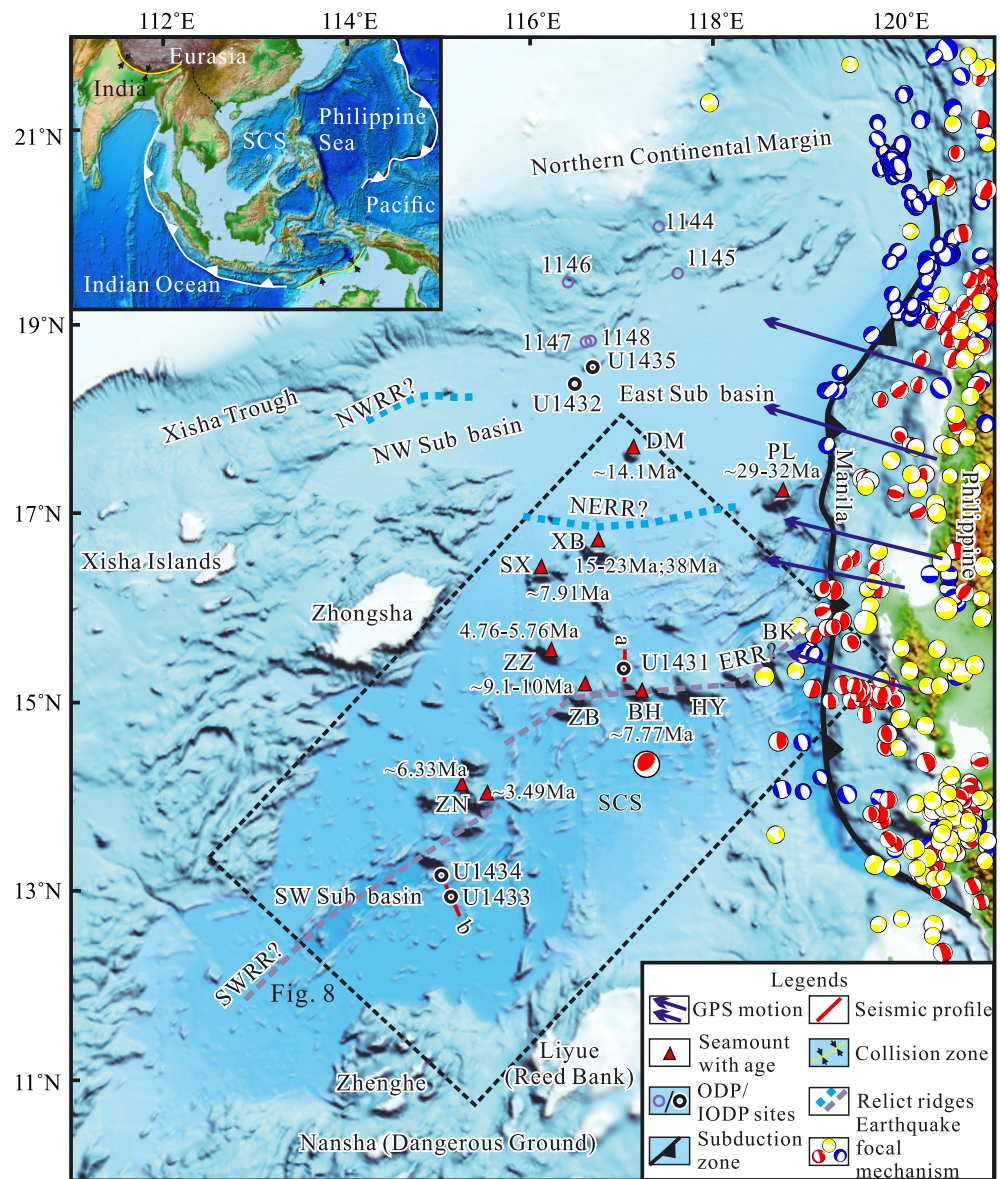 112°E 114°E 116°E 118°E 120°E
21°N
19°N
17°N
15°N
13°N
11°N
Eurasia
India
SCS
Philippine
Sea
Pacific
Indian Ocean
Northern Continental Margin
1144
1145
1146
1147
1148
U1435
U1432
East Sub basin
Xisha Trough
NWRR?
NW Sub basin
DM
~14.1Ma
PL
~29-32Ma
Manila
Philippine
NERR?
XB
15-23Ma;38Ma
SX
~7.91Ma
Xisha Islands
Zhongsha
4.76-5.76Ma
ZZ
a
U1431
ERR?
BK
~9.1-10Ma
ZB
BH
HY
~7.77Ma
~6.33Ma
ZN
~3.49Ma
SCS
U1434
U1433
SW Sub basin
b
SWRR?
Fig. 8
Liyue
(Reed Bank)
Zhenghe
Nansha (Dangerous Ground)
Legends
GPS motion
Seismic profile
Seamount
with age
Collision zone
ODP/
IODP sites
Relict ridges
Subduction
zone
Earthquake
focal
mechanism